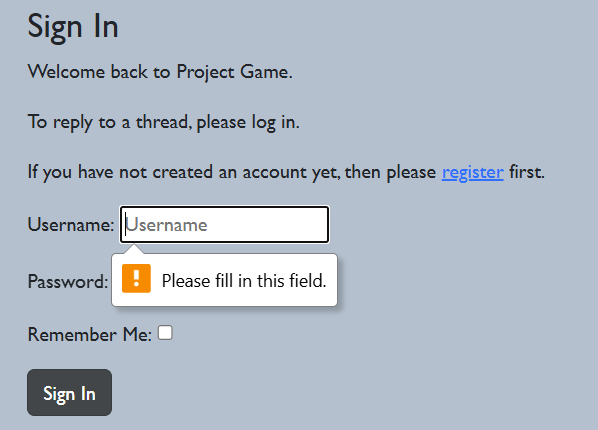 Sign In
Welcome back to Project Game.
To reply to a thread, please log in.
If you have not created an account yet, then please register first.
Username: Username
Please fill in this field.
Password:
Remember Me:
Sign In